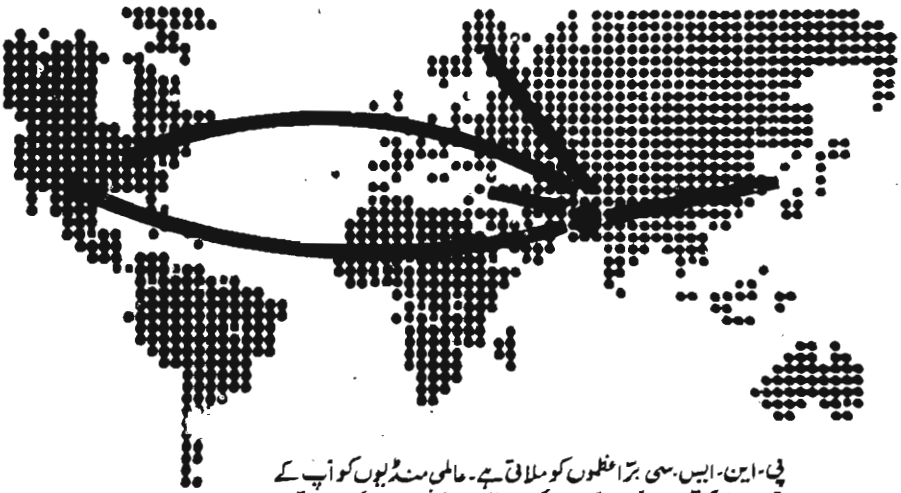 پی۔این۔ایس۔سی برّاعظموں کو ملاتی ہے۔ عالمی منڈیوں کو آپ کے